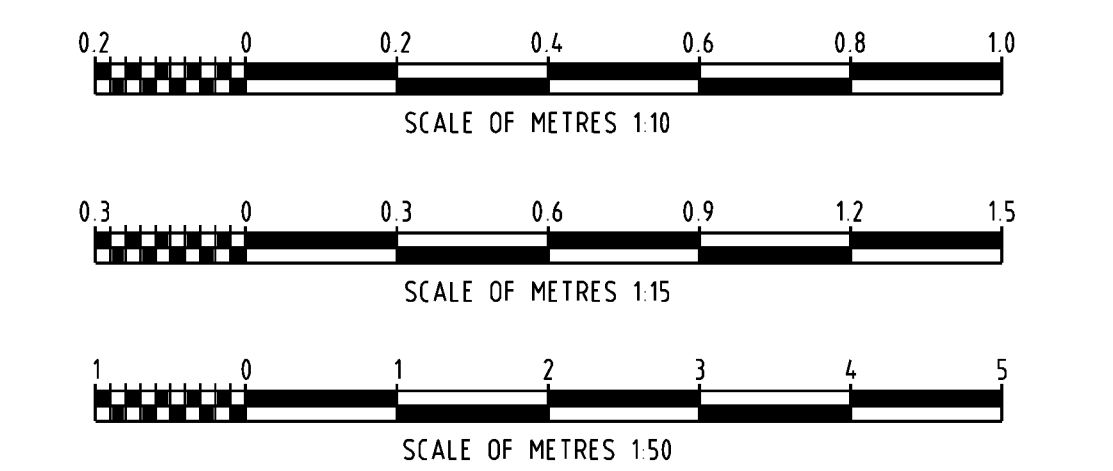 0.2 0 0.2 0.4 0.6 0.8 1.0
SCALE OF METRES 1:10
0.3 0 0.3 0.6 0.9 1.2 1.5
SCALE OF METRES 1:15
1 0 1 2 3 4 5
SCALE OF METRES 1:50